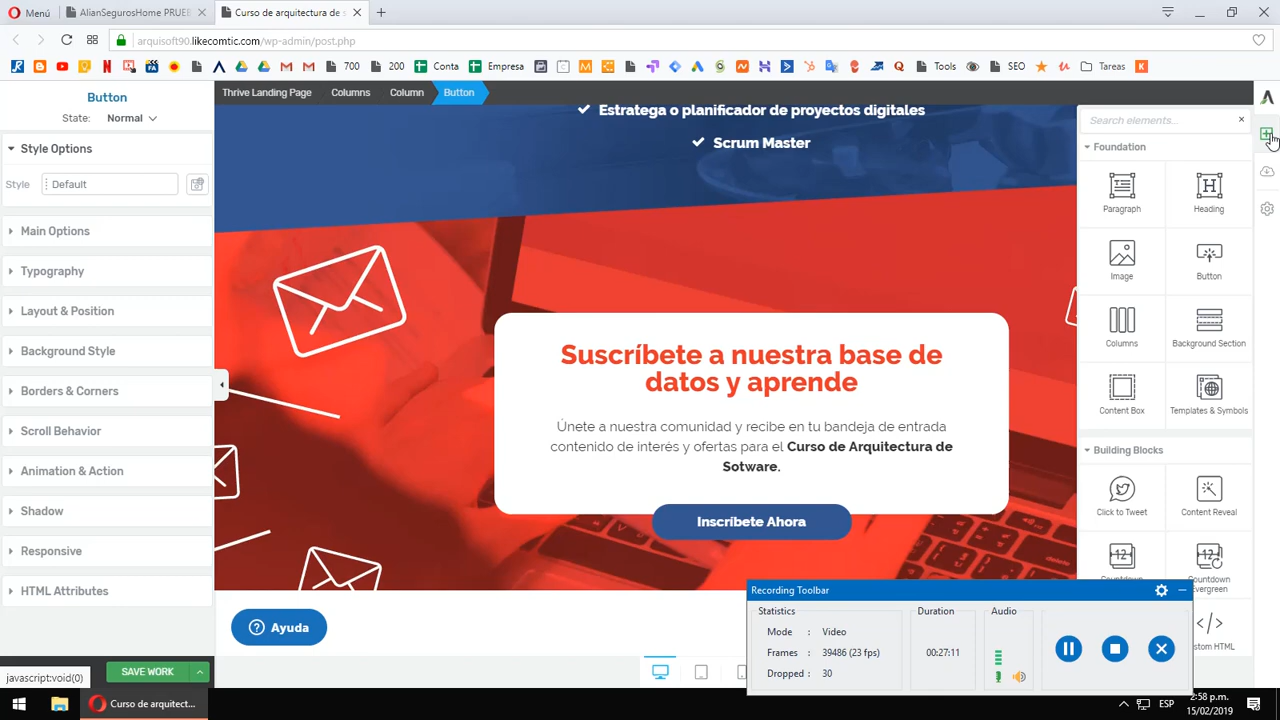 Menú
AlianSegurosHome PRUEB
Curso de arquitectura de s
arquisoft90.likecomtic.com/wp-admin/post.php
700
200
Conta
Empresa
Tools
SEO
Tareas
Button
State: Normal
Style Options
Style Default
Main Options
Typography
Layout & Position
Background Style
Borders & Corners
Scroll Behavior
Animation & Action
Shadow
Responsive
HTML Attributes
javascript:void(0)
SAVE WORK
Thrive Landing Page
Columns
Column
Button
Estratega o planificador de proyectos digitales
Scrum Master
Suscríbete a nuestra base de
datos y aprende
Únete a nuestra comunidad y recibe en tu bandeja de entrada
contenido de interés y ofertas para el Curso de Arquitectura de
Sotware.
Inscríbete Ahora
Ayuda
Search elements...
Foundation
Paragraph
Heading
Image
Button
Columns
Background Section
Content Box
Templates & Symbols
Building Blocks
Click to Tweet
Content Reveal
Countdown
Evergreen
Recording Toolbar
Statistics
Mode : Video
Frames : 39486 (23 fps)
Dropped : 30
Duration
00:27:11
Audio
Curso de arquitect...
ESP
2:58 p.m.
15/02/2019